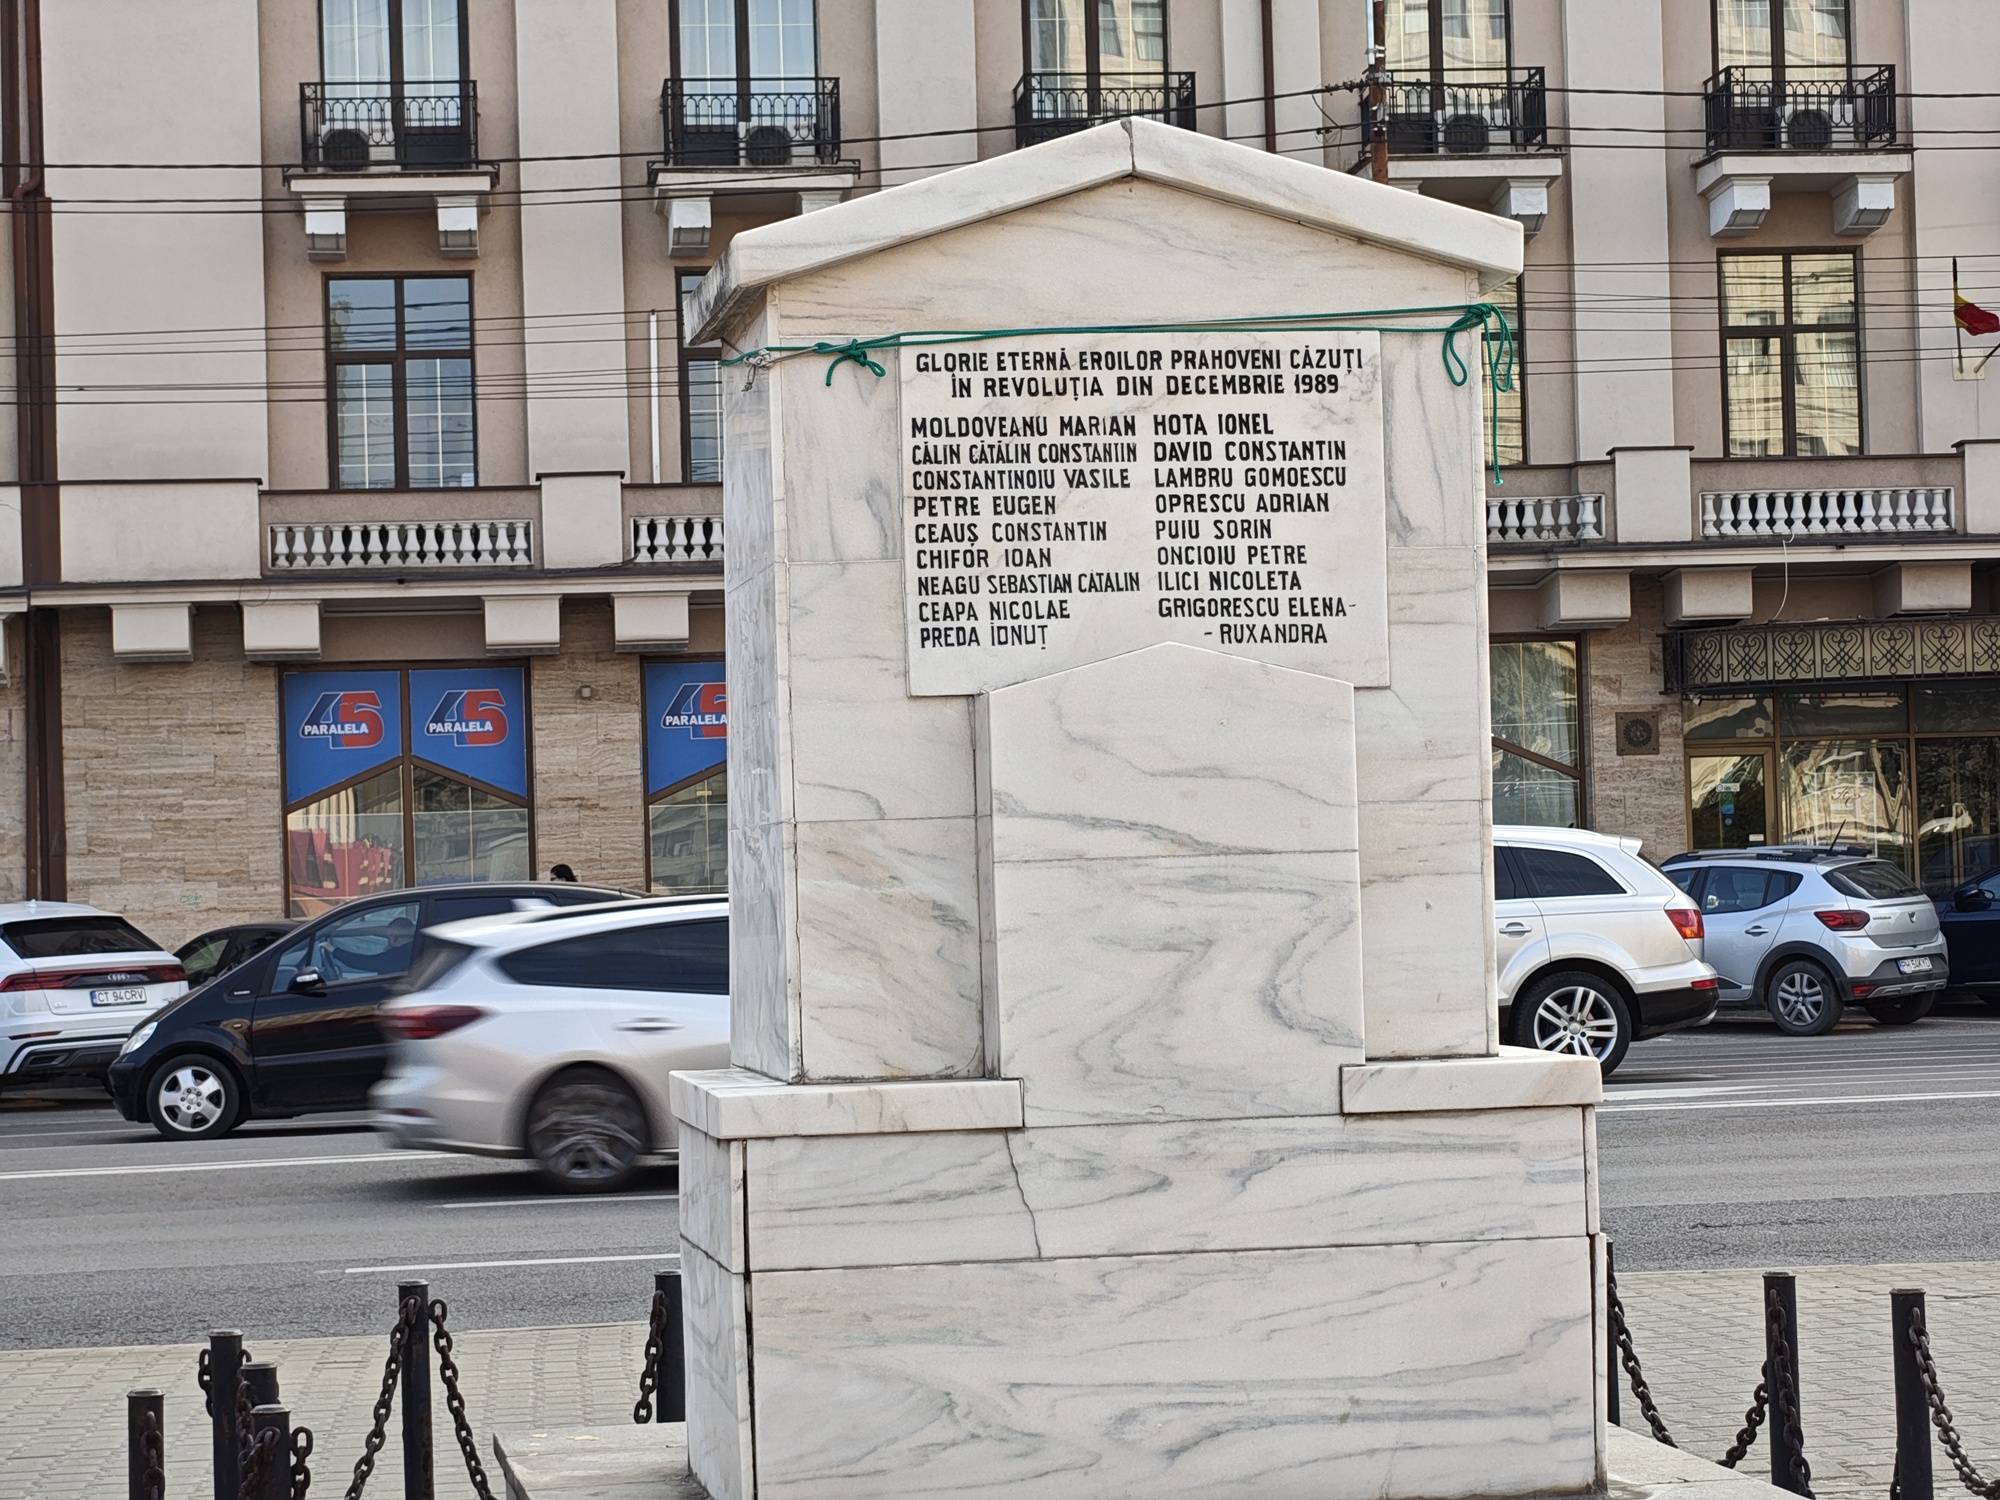 GLORIE ETERNĂ EROILOR PRAHOVENI CĂZUȚI
ÎN REVOLUȚIA DIN DECEMBRIE 1989
MOLDOVEANU MARIAN
CĂLIN CĂTĂLIN CONSTANTIN
CONSTANTINOIU VASILE
PETRE EUGEN
CEAUȘ CONSTANTIN
CHIFOR IOAN
NEAGU SEBASTIAN CĂTĂLIN
CEAPA NICOLAE
PREDA IONUȚ
HOTA IONEL
DAVID CONSTANTIN
LAMBRU GOMOESCU
OPRESCU ADRIAN
PUIU SORIN
ONCIOIU PETRE
ILICI NICOLETA
GRIGORESCU ELENA-
-RUXANDRA
45 PARALELA
45 PARALELA
45 PARALELA
CT 94CRV